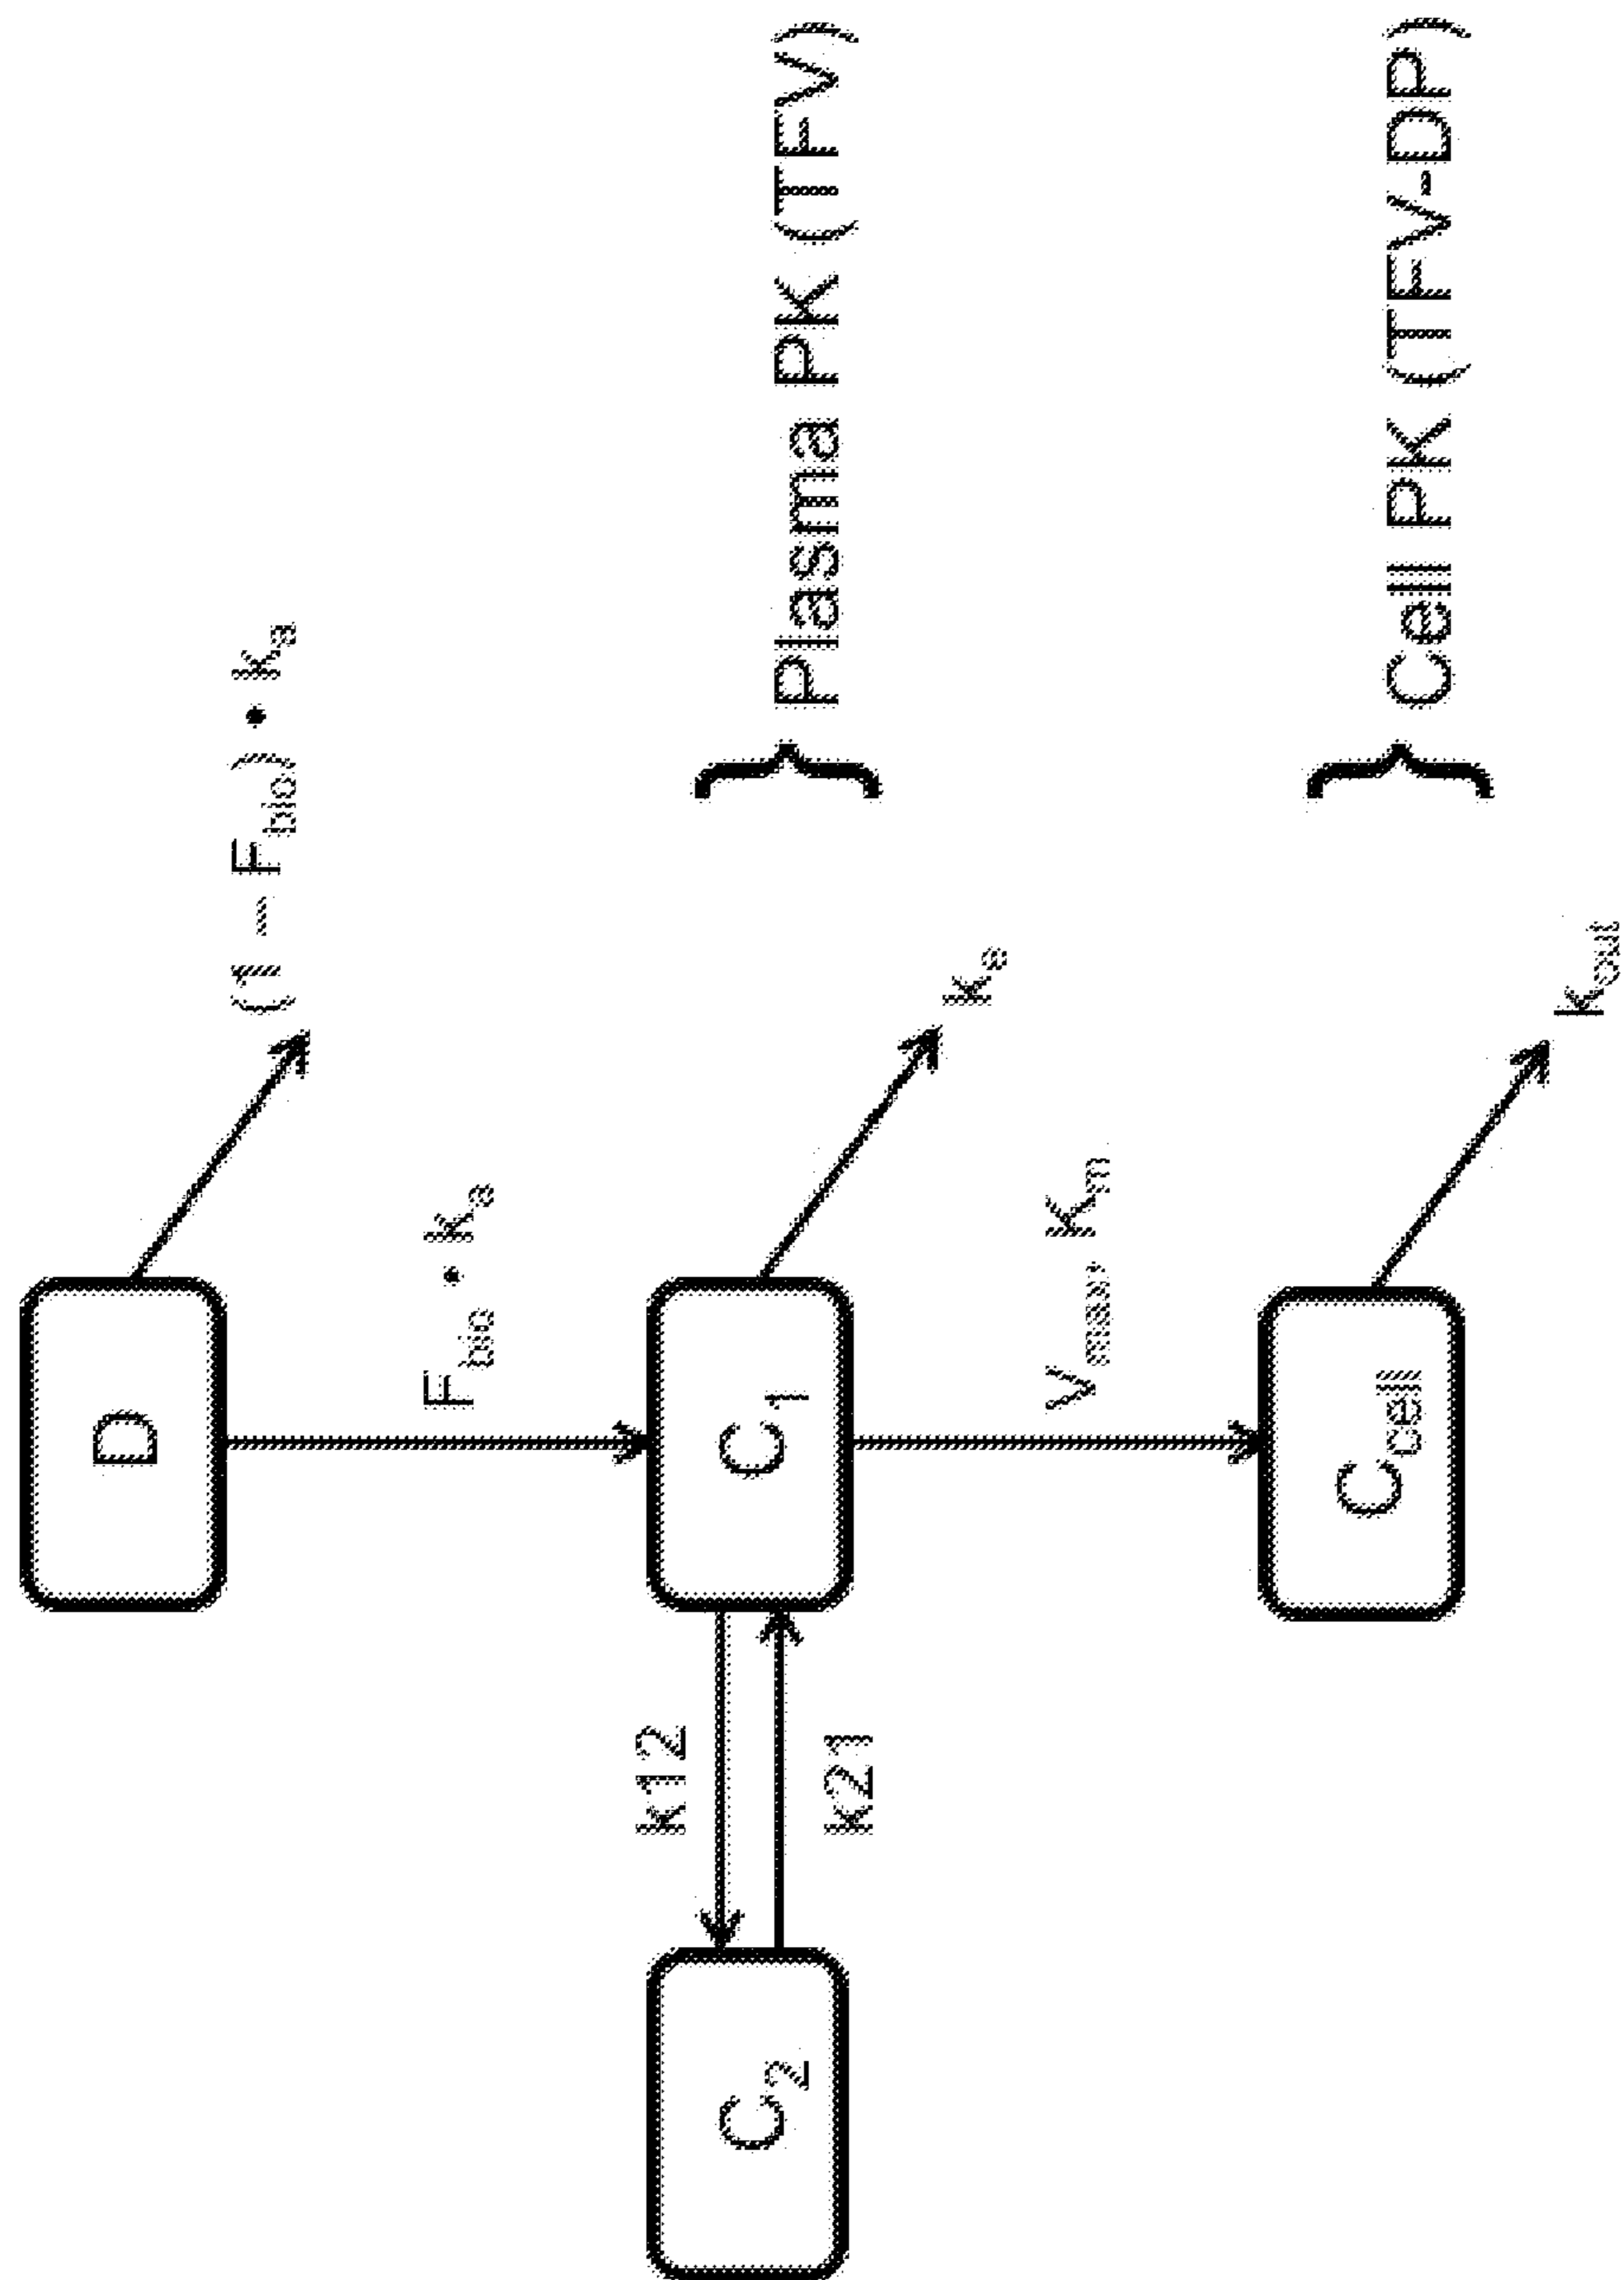 D
(1 – F_bio) • k_a
F_bio • k_a
k12
C_2
C_1
k21
k_e
} Plasma PK (TFV)
V_max, K_m
C_cell
k_out
} Cell PK (TFV-DP)